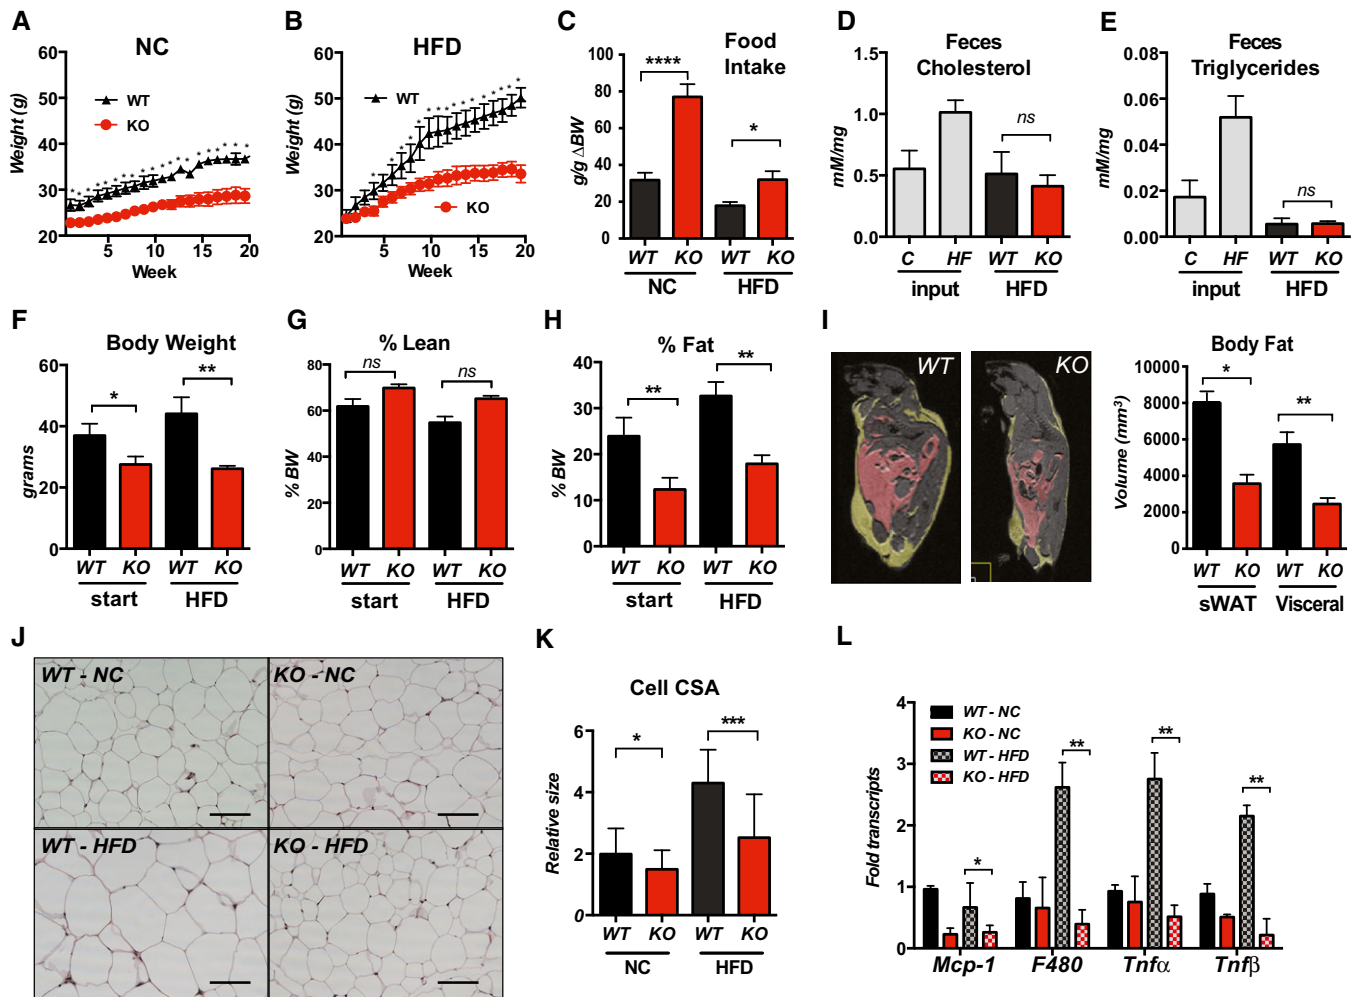 A
NC
Weight (g)
60
50
40
30
20
WT
KO
5
10
15
20
Week
B
HFD
Weight (g)
60
50
40
30
20
WT
KO
5
10
15
20
Week
C
Food
Intake
g/g ΔBW
100
80
60
40
20
0
****
*
WT KO WT KO
NC HFD
D
Feces
Cholesterol
mM/mg
1.5
1.0
0.5
0.0
ns
C HF WT KO
input HFD
E
Feces
Triglycerides
mM/mg
0.08
0.06
0.04
0.02
0.00
ns
C HF WT KO
input HFD
F
Body Weight
grams
60
40
20
0
*
**
WT KO WT KO
start HFD
G
% Lean
% BW
80
60
40
20
0
ns
ns
WT KO WT KO
start HFD
H
% Fat
% BW
40
30
20
10
0
**
**
WT KO WT KO
start HFD
I
WT
KO
Body Fat
Volume (mm³)
10000
8000
6000
4000
2000
0
*
**
WT KO WT KO
sWAT Visceral
J
WT - NC
KO - NC
WT - HFD
KO - HFD
K
Cell CSA
Relative size
6
4
2
0
*
***
WT KO WT KO
NC HFD
L
Fold transcripts
4
3
2
1
0
WT - NC
KO - NC
WT - HFD
KO - HFD
*
**
**
**
Mcp-1 F480 Tnfα Tnfβ